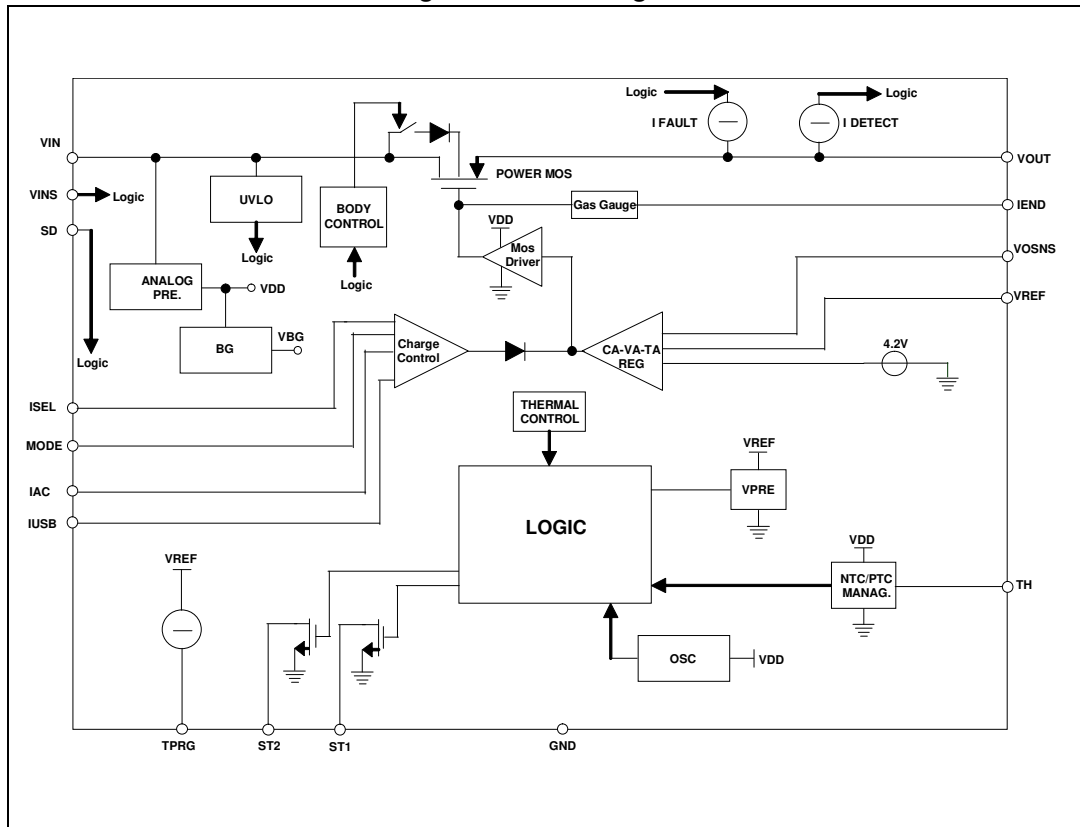 Logic
Logic
I FAULT
I DETECT
VIN
VOUT
POWER MOS
VINS
Logic
UVLO
BODY
CONTROL
Gas Gauge
IEND
SD
VDD
Mos
Driver
VOSNS
Logic
Logic
ANALOG
PRE.
VDD
VREF
BG
VBG
Charge
Control
CA-VA-TA
REG
4.2V
Logic
ISEL
THERMAL
CONTROL
MODE
VREF
IAC
VPRE
LOGIC
IUSB
VREF
VDD
NTC/PTC
MANAG.
TH
OSC
VDD
TPRG
ST2
ST1
GND